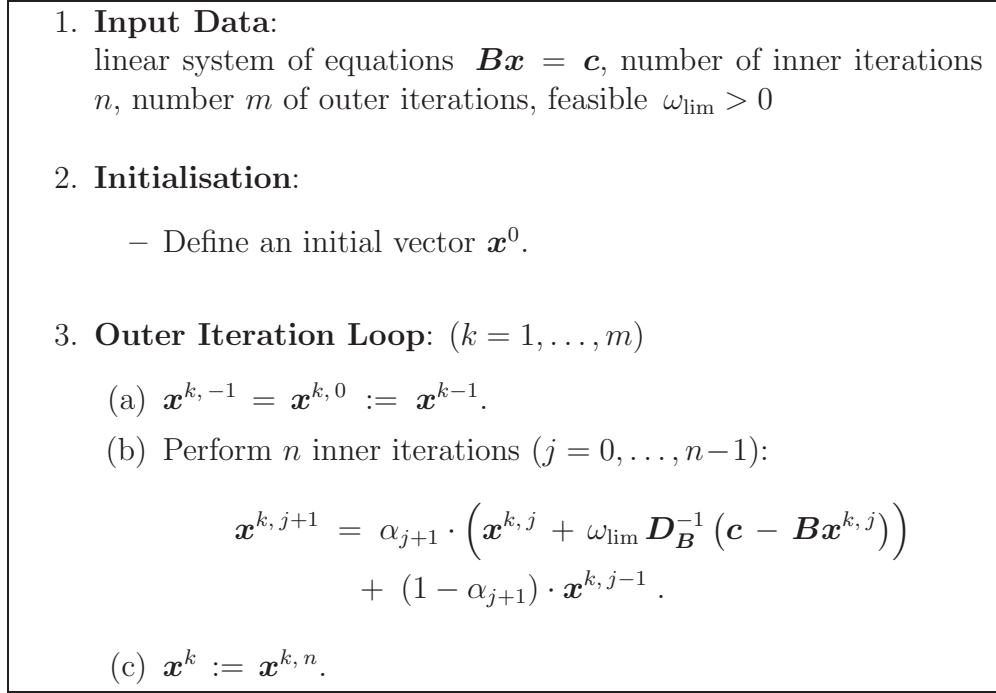 1. Input Data:
linear system of equations Bx = c, number of inner iterations
n, number m of outer iterations, feasible ω_lim > 0
2. Initialisation:
– Define an initial vector x^0.
3. Outer Iteration Loop: (k = 1, . . . , m)
(a) x^{k, −1} = x^{k, 0} := x^{k−1}.
(b) Perform n inner iterations (j = 0, . . . , n−1):
x^{k, j+1} = α_{j+1} · (x^{k, j} + ω_lim D_B^{−1} (c − Bx^{k, j}))
+ (1 − α_{j+1}) · x^{k, j−1} .
(c) x^k := x^{k, n}.